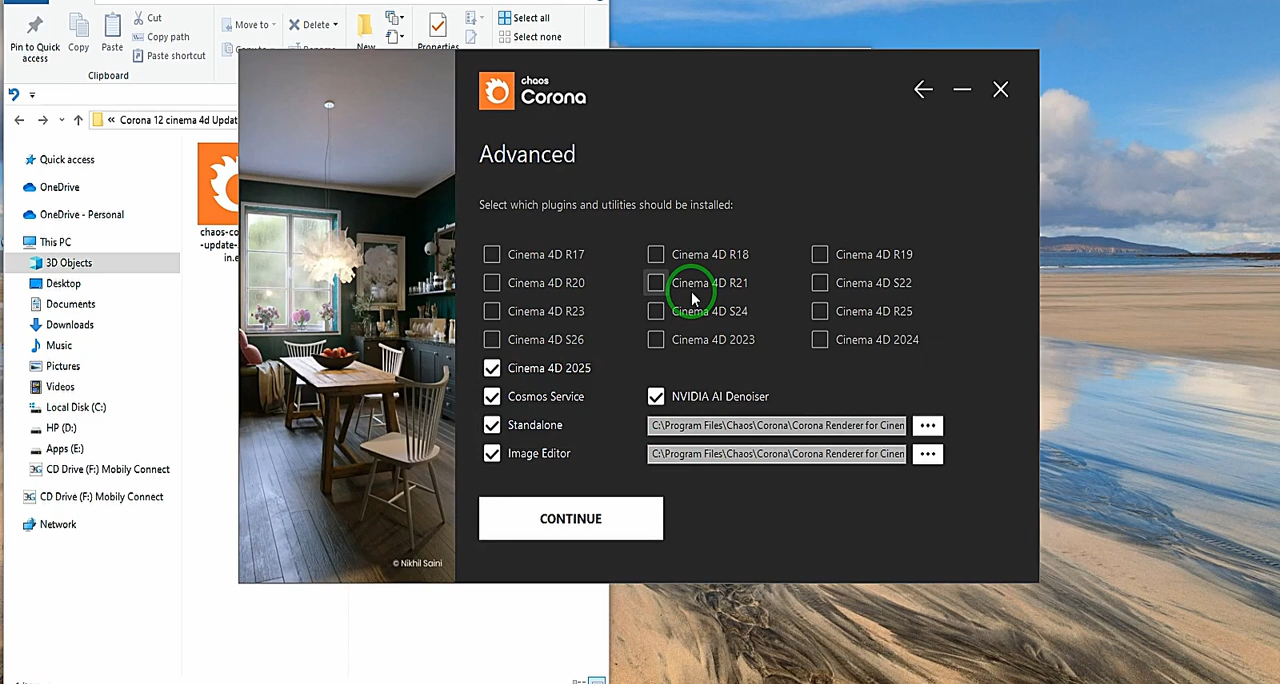 Pin to Quick access
Copy
Paste
Cut
Copy path
Paste shortcut
Clipboard
Move to
Delete
New
Properties
Select all
Select none
« Corona 12 cinema 4d Updat
Quick access
OneDrive
OneDrive - Personal
This PC
3D Objects
Desktop
Documents
Downloads
Music
Pictures
Videos
Local Disk (C:)
HP (D:)
Apps (E:)
CD Drive (F:) Mobily Connect
CD Drive (F:) Mobily Connect
Network
chaos-co
-update-
in.e
© Nikhil Saini
chaos
Corona
Advanced
Select which plugins and utilities should be installed:
Cinema 4D R17
Cinema 4D R18
Cinema 4D R19
Cinema 4D R20
Cinema 4D R21
Cinema 4D S22
Cinema 4D R23
Cinema 4D S24
Cinema 4D R25
Cinema 4D S26
Cinema 4D 2023
Cinema 4D 2024
Cinema 4D 2025
Cosmos Service
NVIDIA AI Denoiser
Standalone
C:\Program Files\Chaos\Corona\Corona Renderer for Cinen
Image Editor
C:\Program Files\Chaos\Corona\Corona Renderer for Cinen
CONTINUE